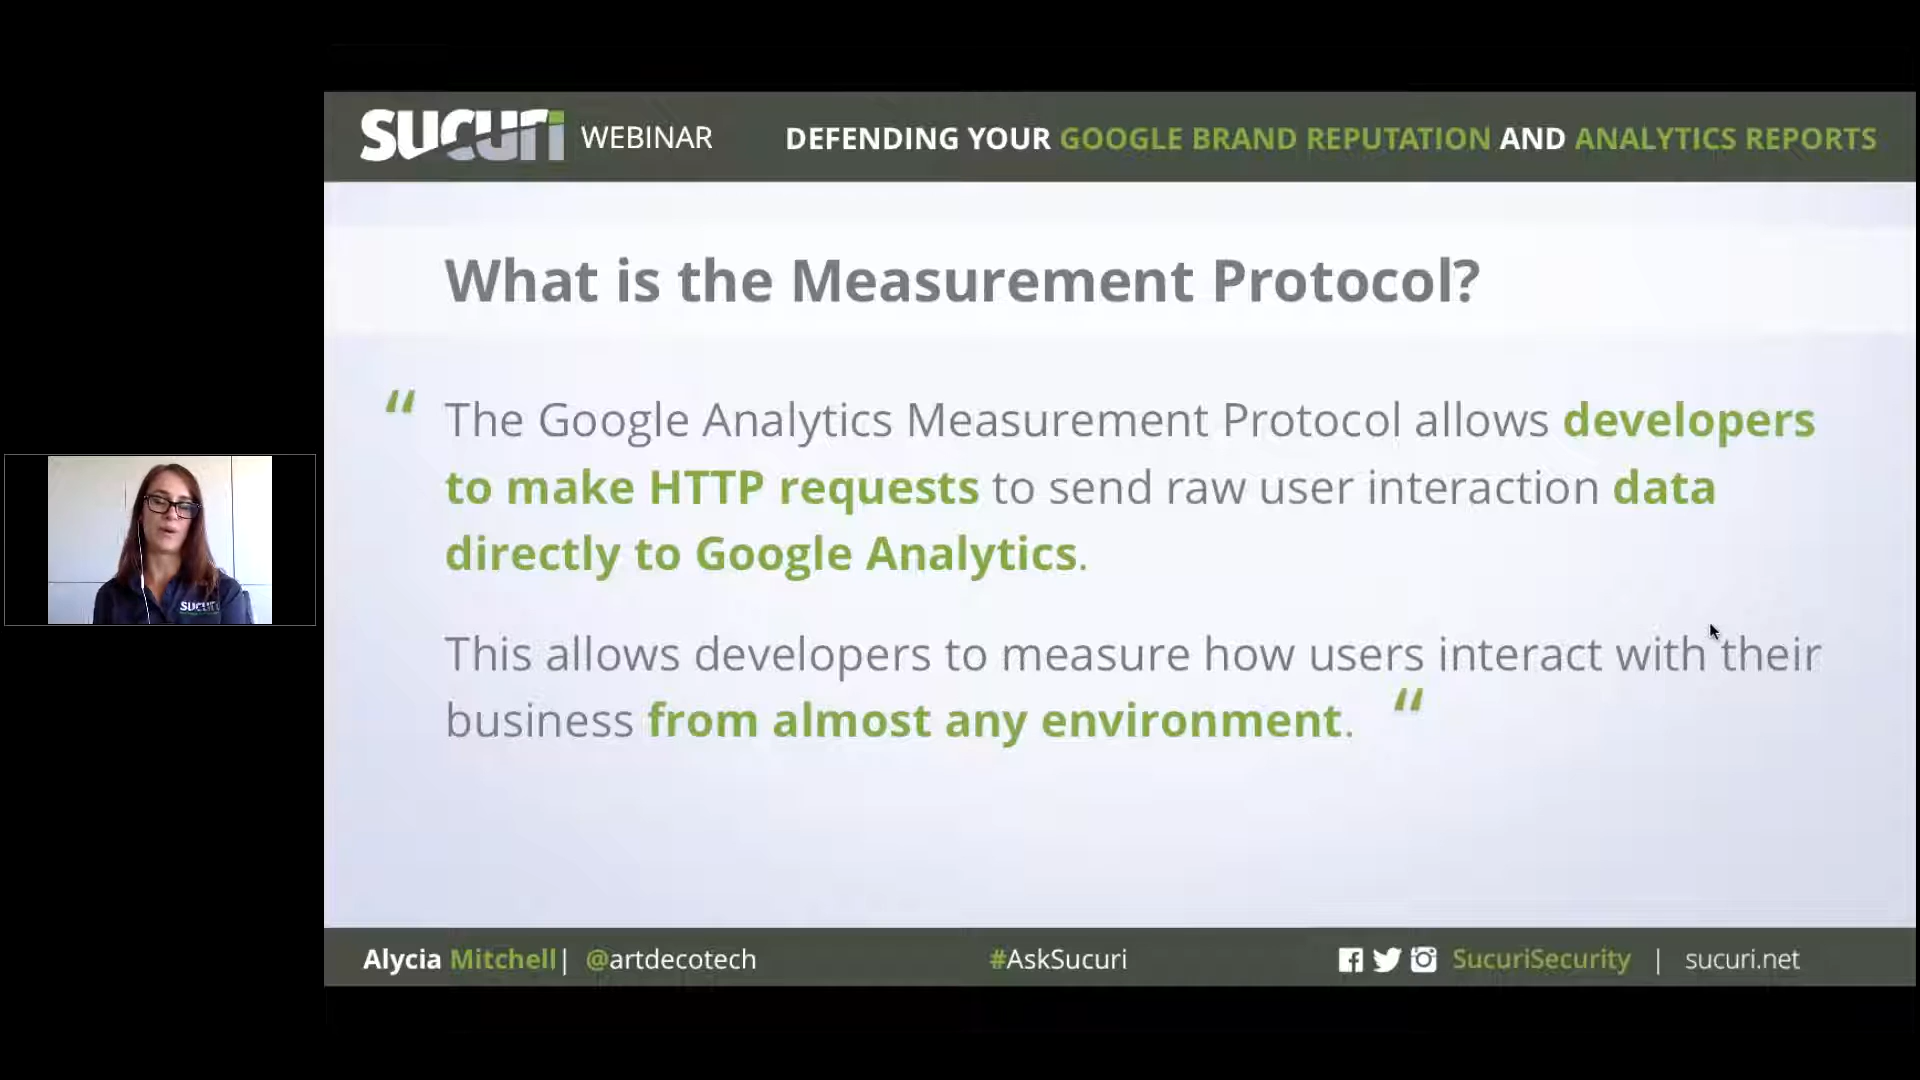 sucuri WEBINAR DEFENDING YOUR GOOGLE BRAND REPUTATION AND ANALYTICS REPORTS
What is the Measurement Protocol?
“ The Google Analytics Measurement Protocol allows developers
to make HTTP requests to send raw user interaction data
directly to Google Analytics.
This allows developers to measure how users interact with their
business from almost any environment. “
SUCURI
Alycia Mitchell| @artdecotech #AskSucuri SucuriSecurity | sucuri.net